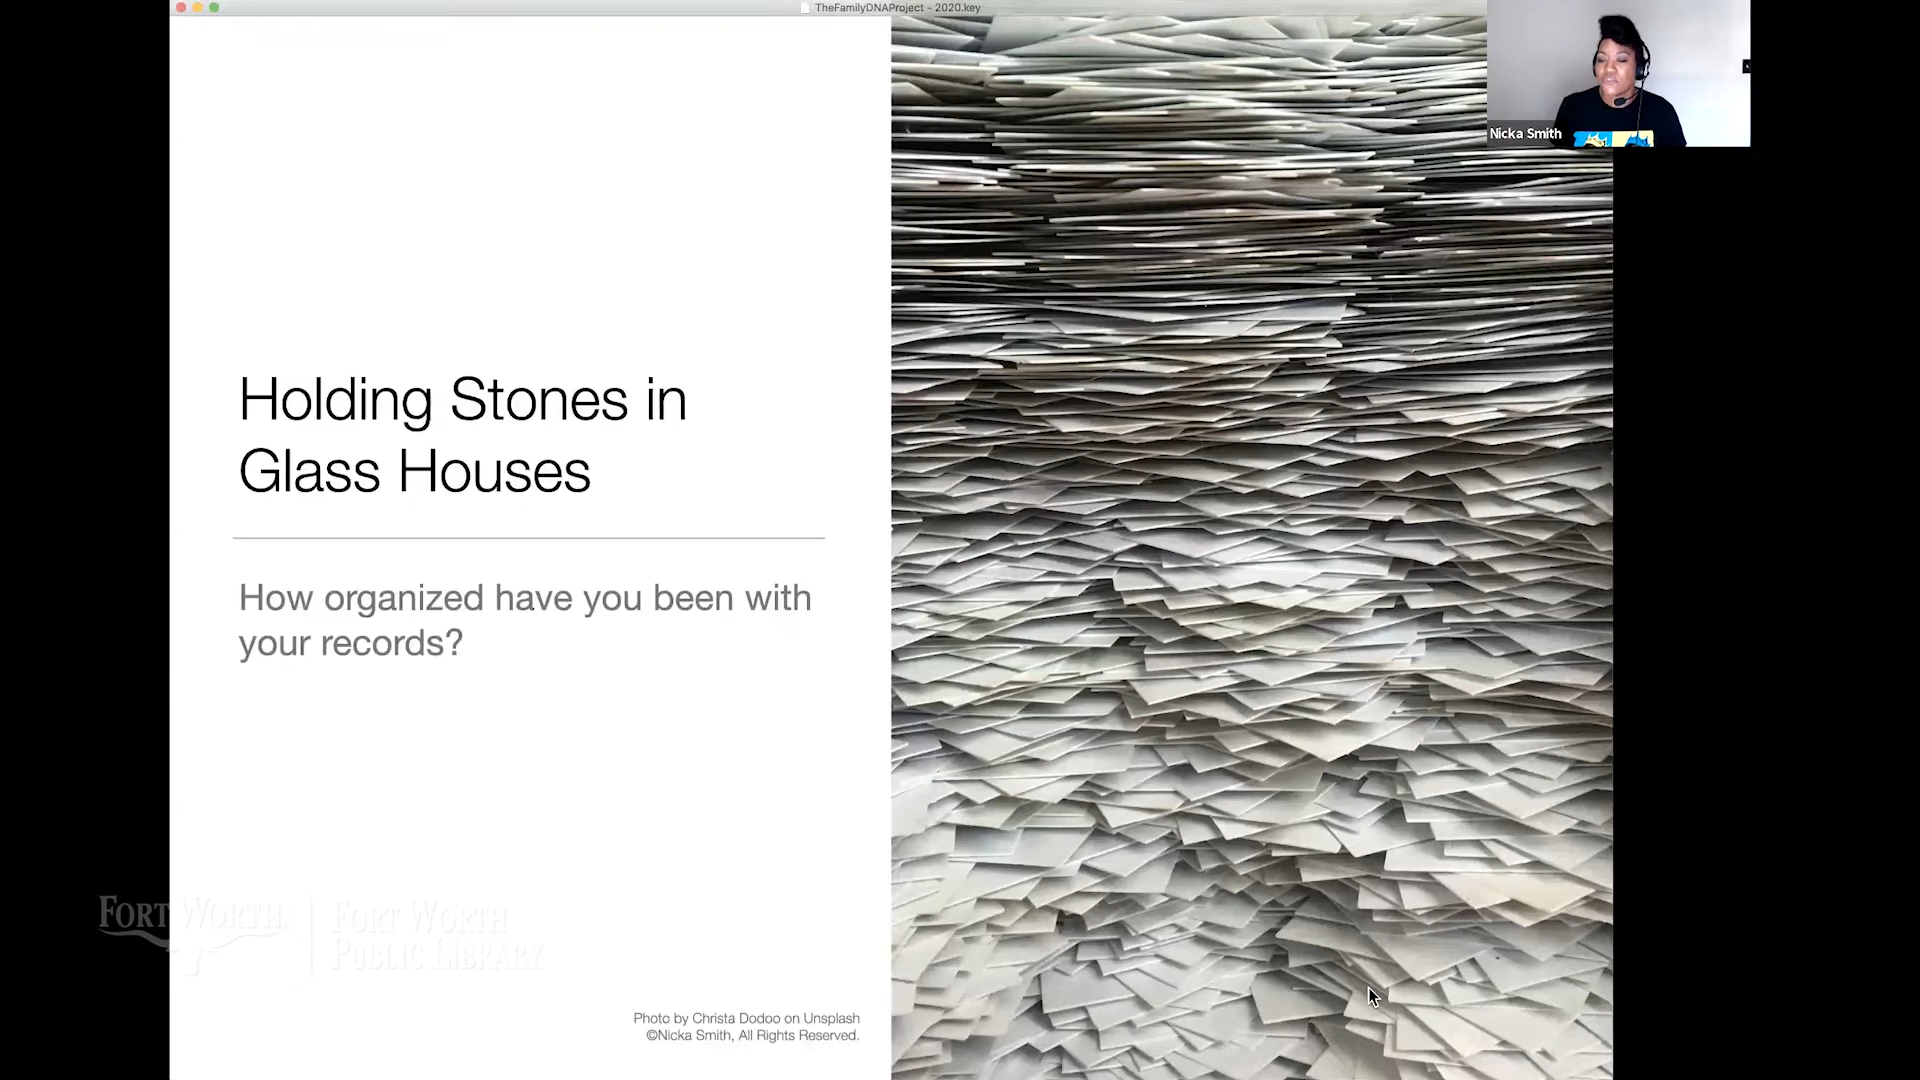 TheFamilyDNAProject - 2020.key
Nicka Smith
Holding Stones in
Glass Houses
How organized have you been with
your records?
FORT WORTH
FORT WORTH
PUBLIC LIBRARY
Photo by Christa Dodoo on Unsplash
©Nicka Smith, All Rights Reserved.